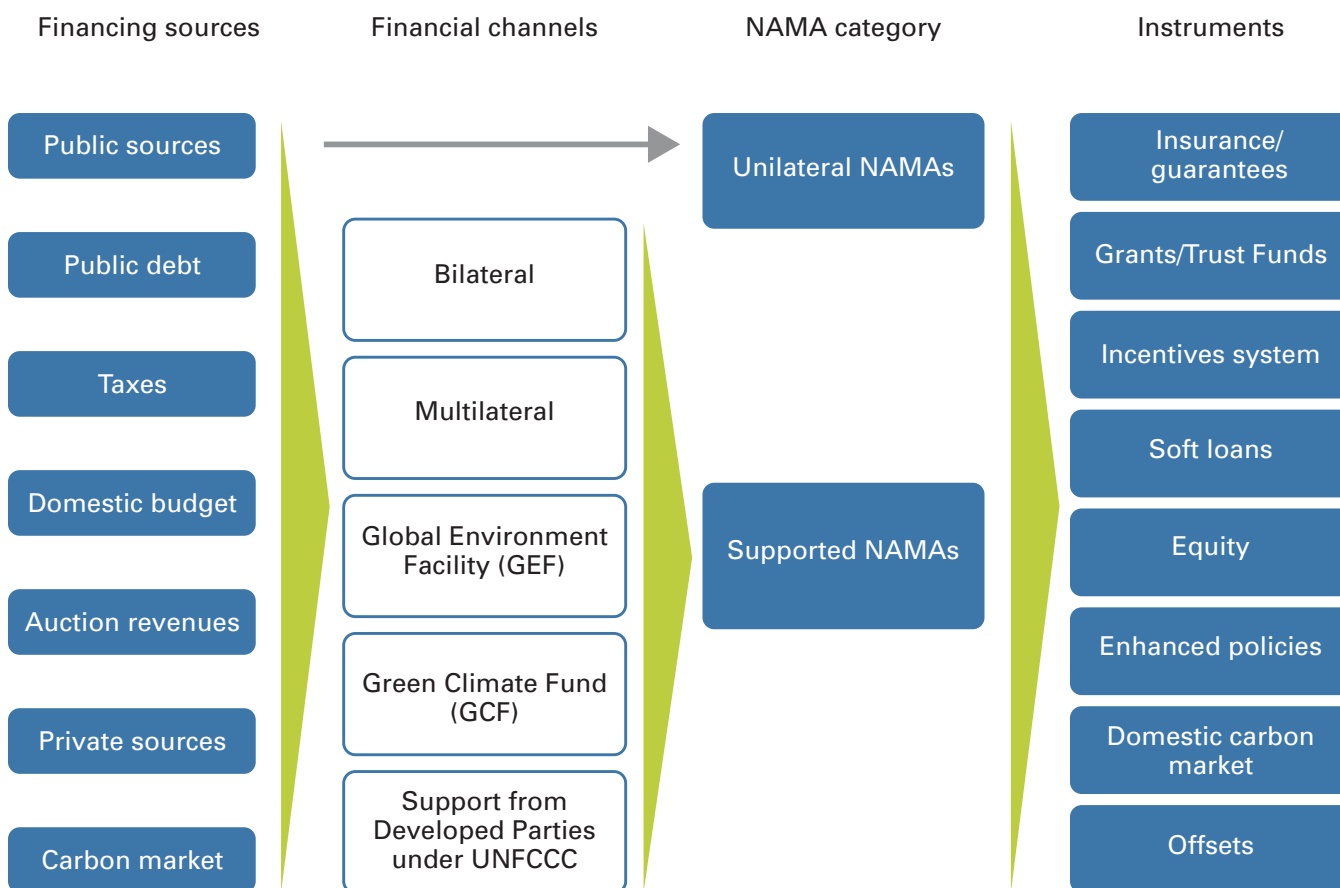 Financing sources
Financial channels
NAMA category
Instruments
Public sources
Public debt
Taxes
Domestic budget
Auction revenues
Private sources
Carbon market
Bilateral
Multilateral
Global Environment
Facility (GEF)
Green Climate Fund
(GCF)
Support from
Developed Parties
under UNFCCC
Unilateral NAMAs
Supported NAMAs
Insurance/
guarantees
Grants/Trust Funds
Incentives system
Soft loans
Equity
Enhanced policies
Domestic carbon
market
Offsets